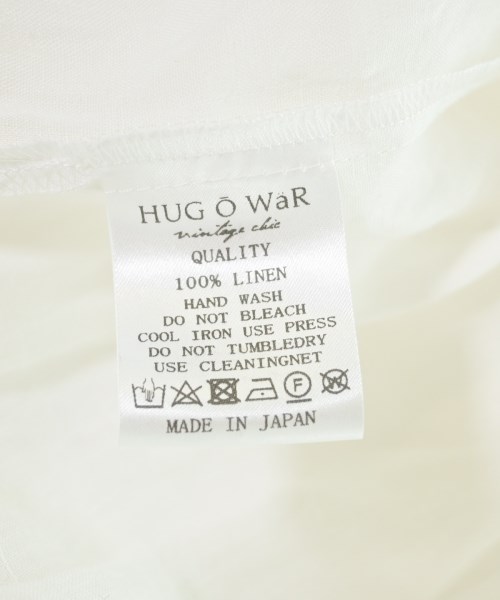 HUG Ō WäR
vintage chic
QUALITY
100% LINEN
HAND WASH
DO NOT BLEACH
COOL IRON USE PRESS
DO NOT TUMBLEDRY
USE CLEANINGNET
F W
MADE IN JAPAN